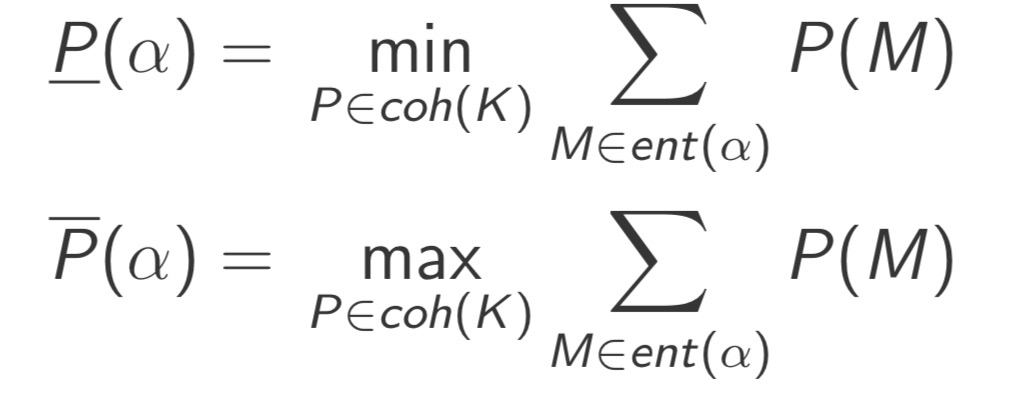 P̲(α) = min_{P∈coh(K)} ∑_{M∈ent(α)} P(M)
P̅(α) = max_{P∈coh(K)} ∑_{M∈ent(α)} P(M)